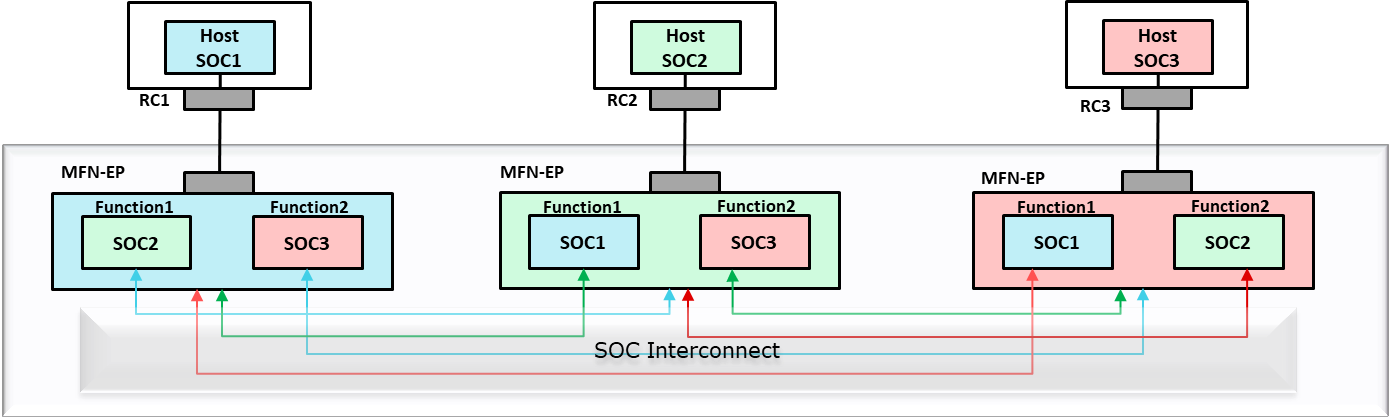 Host
SOC1
Host
SOC2
Host
SOC3
RC1
RC2
RC3
MFN-EP
MFN-EP
MFN-EP
Function1
Function2
Function1
Function2
Function1
Function2
SOC2
SOC3
SOC1
SOC3
SOC1
SOC2
SOC Interconnect